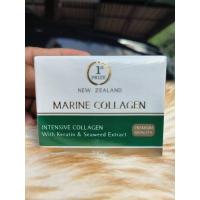 1st
PRIZE
NEW ZEALAND
MARINE COLLAGEN
INTENSIVE COLLAGEN
With Keratin & Seaweed Extract
PREMIUM
QUALITY